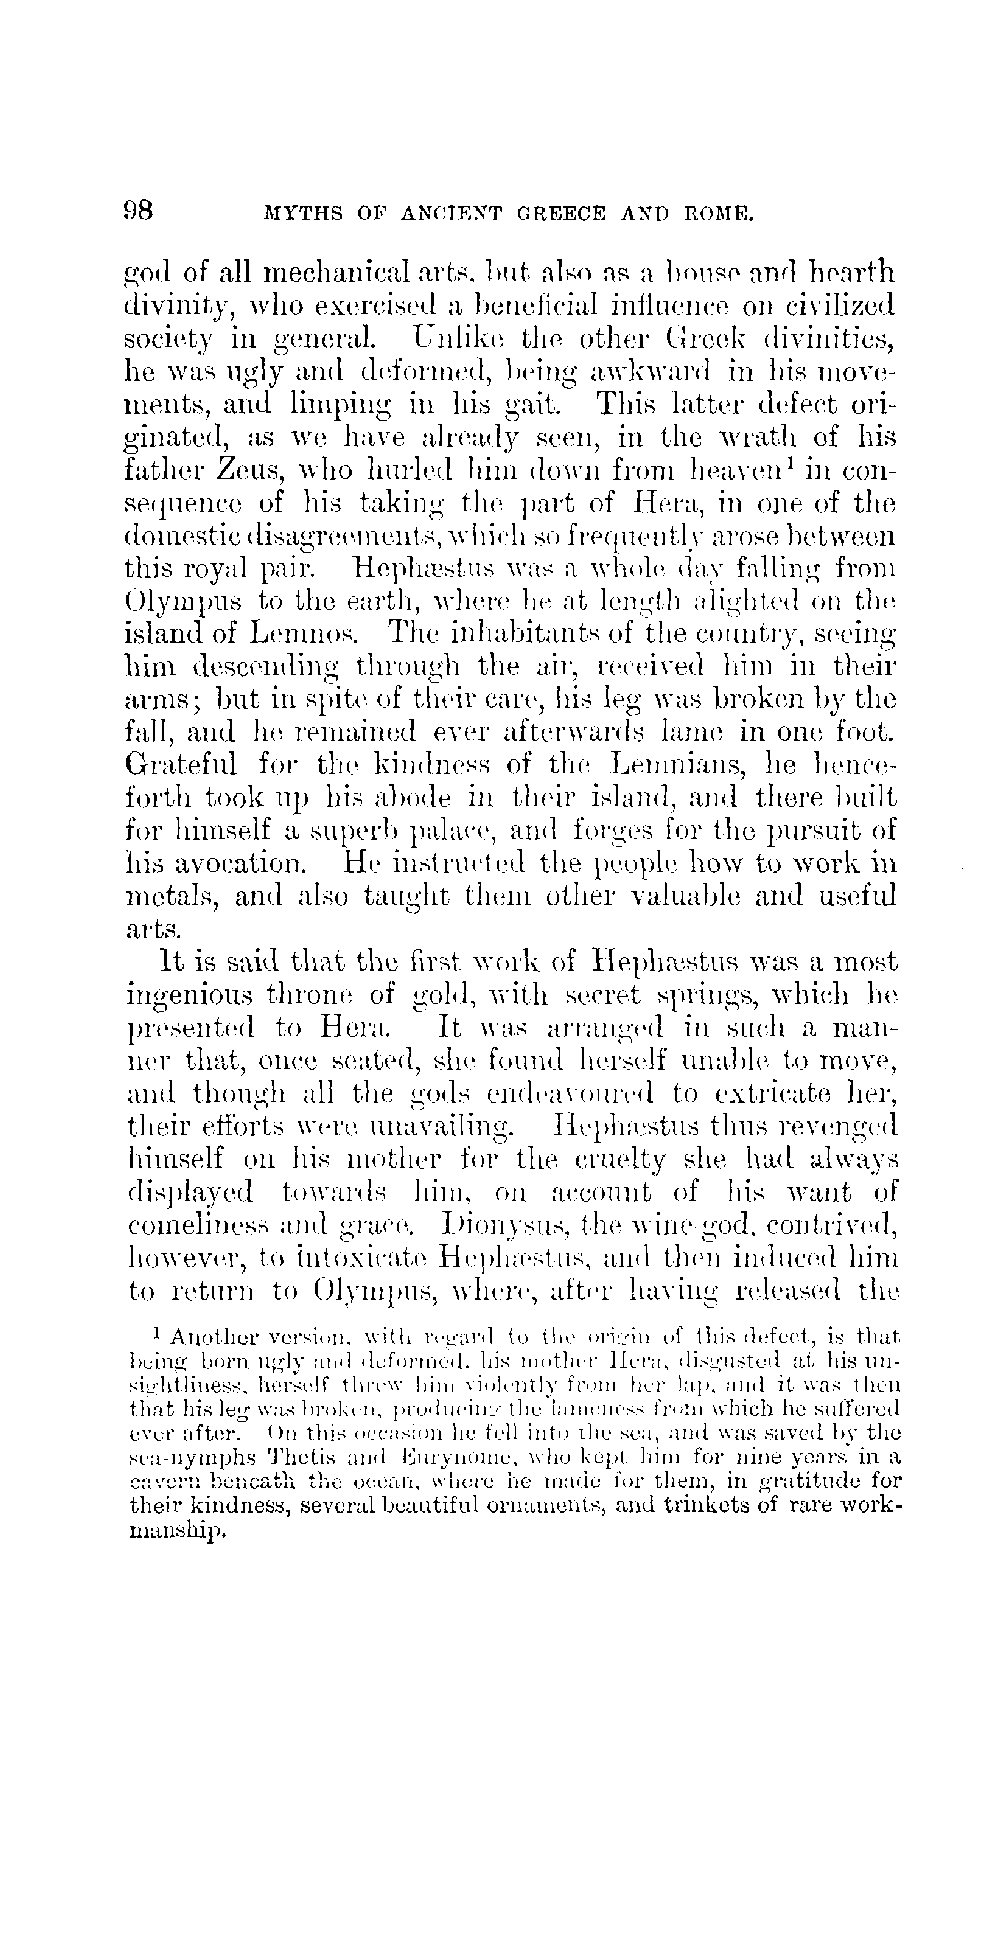 98 MYTHS OF ANCIENT GREECE AND ROME.
god of all mechanical arts, but also as a house and hearth
divinity, who exercised a beneficial influence on civilized
society in general. Unlike the other Greek divinities,
he was ugly and deformed, being awkward in his move-
ments, and limping in his gait. This latter defect ori-
ginated, as we have already seen, in the wrath of his
father Zeus, who hurled him down from heaven¹ in con-
sequence of his taking the part of Hera, in one of the
domestic disagreements, which so frequently arose between
this royal pair. Hephæstus was a whole day falling from
Olympus to the earth, where he at length alighted on the
island of Lemnos. The inhabitants of the country, seeing
him descending through the air, received him in their
arms; but in spite of their care, his leg was broken by the
fall, and he remained ever afterwards lame in one foot.
Grateful for the kindness of the Lemnians, he hence-
forth took up his abode in their island, and there built
for himself a superb palace, and forges for the pursuit of
his avocation. He instructed the people how to work in
metals, and also taught them other valuable and useful
arts.
It is said that the first work of Hephæstus was a most
ingenious throne of gold, with secret springs, which he
presented to Hera. It was arranged in such a man-
ner that, once seated, she found herself unable to move,
and though all the gods endeavoured to extricate her,
their efforts were unavailing. Hephæstus thus revenged
himself on his mother for the cruelty she had always
displayed towards him, on account of his want of
comeliness and grace. Dionysus, the wine-god, contrived,
however, to intoxicate Hephæstus, and then induced him
to return to Olympus, where, after having released the
¹ Another version, with regard to the origin of this defect, is that
being born ugly and deformed, his mother Hera, disgusted at his un-
sightliness, herself threw him violently from her lap, and it was then
that his leg was broken, producing the lameness from which he suffered
ever after. On this occasion he fell into the sea, and was saved by the
sea-nymphs Thetis and Eurynome, who kept him for nine years in a
cavern beneath the ocean, where he made for them, in gratitude for
their kindness, several beautiful ornaments, and trinkets of rare work-
manship.